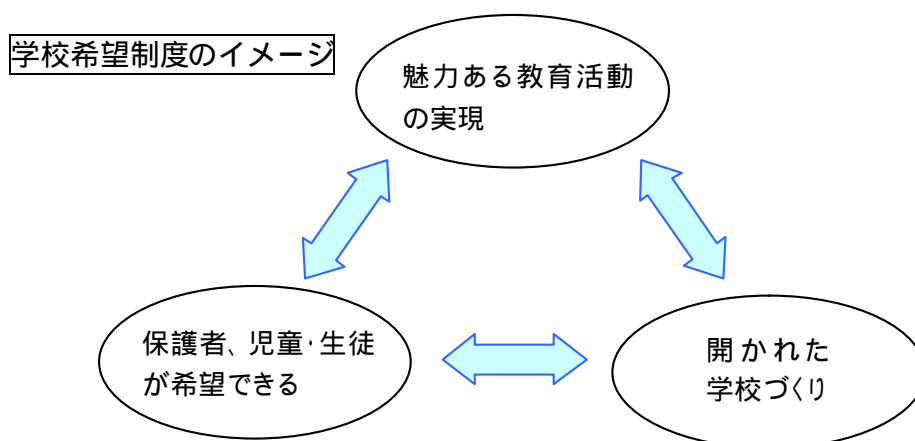 学校希望制度のイメージ
魅力ある教育活動
の実現
保護者、児童・生徒
が希望できる
開かれた
学校づくり